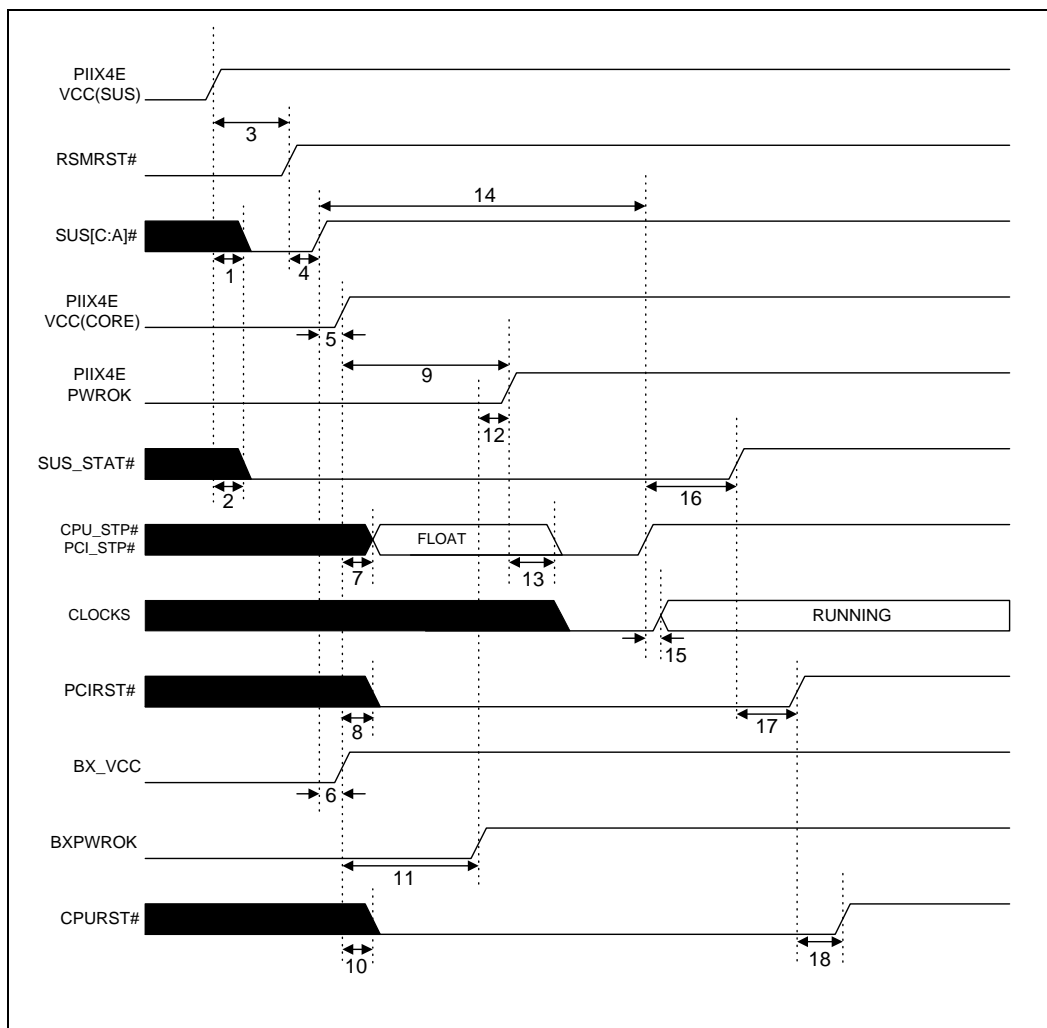 PIIX4E
VCC(SUS)
3
RSMRST#
14
SUS[C:A]#
1
4
PIIX4E
VCC(CORE)
5
9
PIIX4E
PWROK
12
SUS_STAT#
2
16
CPU_STP#
PCI_STP#
FLOAT
7
13
CLOCKS
RUNNING
15
PCIRST#
8
17
BX_VCC
6
BXPWROK
11
CPURST#
10
18